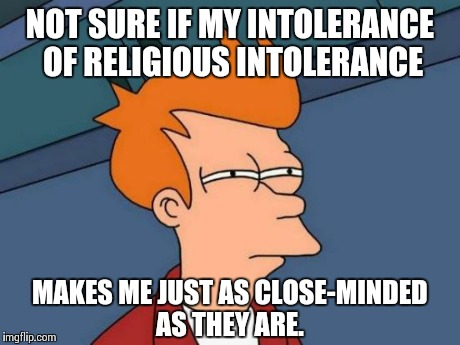 NOT SURE IF MY INTOLERANCE
OF RELIGIOUS INTOLERANCE
MAKES ME JUST AS CLOSE-MINDED
AS THEY ARE.
imgflip.com